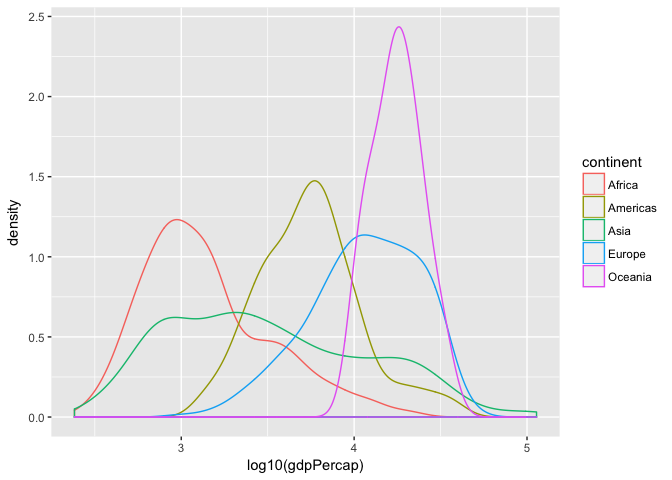 2.5
2.0
1.5
1.0
0.5
0.0
density
3
4
5
log10(gdpPercap)
continent
Africa
Americas
Asia
Europe
Oceania